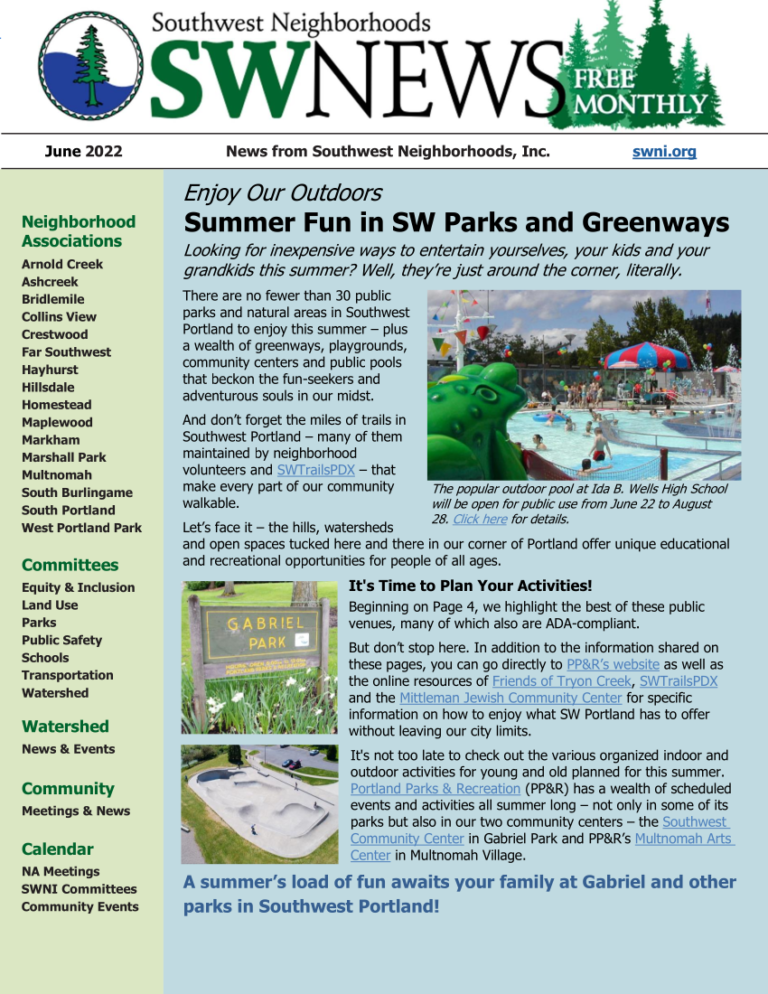 Southwest Neighborhoods
SWNEWS
FREE
MONTHLY
June 2022
News from Southwest Neighborhoods, Inc.
swni.org
Neighborhood
Associations
Arnold Creek
Ashcreek
Bridlemile
Collins View
Crestwood
Far Southwest
Hayhurst
Hillsdale
Homestead
Maplewood
Markham
Marshall Park
Multnomah
South Burlingame
South Portland
West Portland Park
Committees
Equity & Inclusion
Land Use
Parks
Public Safety
Schools
Transportation
Watershed
Watershed
News & Events
Community
Meetings & News
Calendar
NA Meetings
SWNI Committees
Community Events
Enjoy Our Outdoors
Summer Fun in SW Parks and Greenways
Looking for inexpensive ways to entertain yourselves, your kids and your
grandkids this summer? Well, they’re just around the corner, literally.
There are no fewer than 30 public
parks and natural areas in Southwest
Portland to enjoy this summer – plus
a wealth of greenways, playgrounds,
community centers and public pools
that beckon the fun-seekers and
adventurous souls in our midst.
And don’t forget the miles of trails in
Southwest Portland – many of them
maintained by neighborhood
volunteers and SWTrailsPDX – that
make every part of our community
walkable.
The popular outdoor pool at Ida B. Wells High School
will be open for public use from June 22 to August
28. Click here for details.
Let’s face it – the hills, watersheds
and open spaces tucked here and there in our corner of Portland offer unique educational
and recreational opportunities for people of all ages.
GABRIEL
PARK
It's Time to Plan Your Activities!
Beginning on Page 4, we highlight the best of these public
venues, many of which also are ADA-compliant.
But don’t stop here. In addition to the information shared on
these pages, you can go directly to PP&R’s website as well as
the online resources of Friends of Tryon Creek, SWTrailsPDX
and the Mittleman Jewish Community Center for specific
information on how to enjoy what SW Portland has to offer
without leaving our city limits.
It's not too late to check out the various organized indoor and
outdoor activities for young and old planned for this summer.
Portland Parks & Recreation (PP&R) has a wealth of scheduled
events and activities all summer long – not only in some of its
parks but also in our two community centers – the Southwest
Community Center in Gabriel Park and PP&R’s Multnomah Arts
Center in Multnomah Village.
A summer’s load of fun awaits your family at Gabriel and other
parks in Southwest Portland!